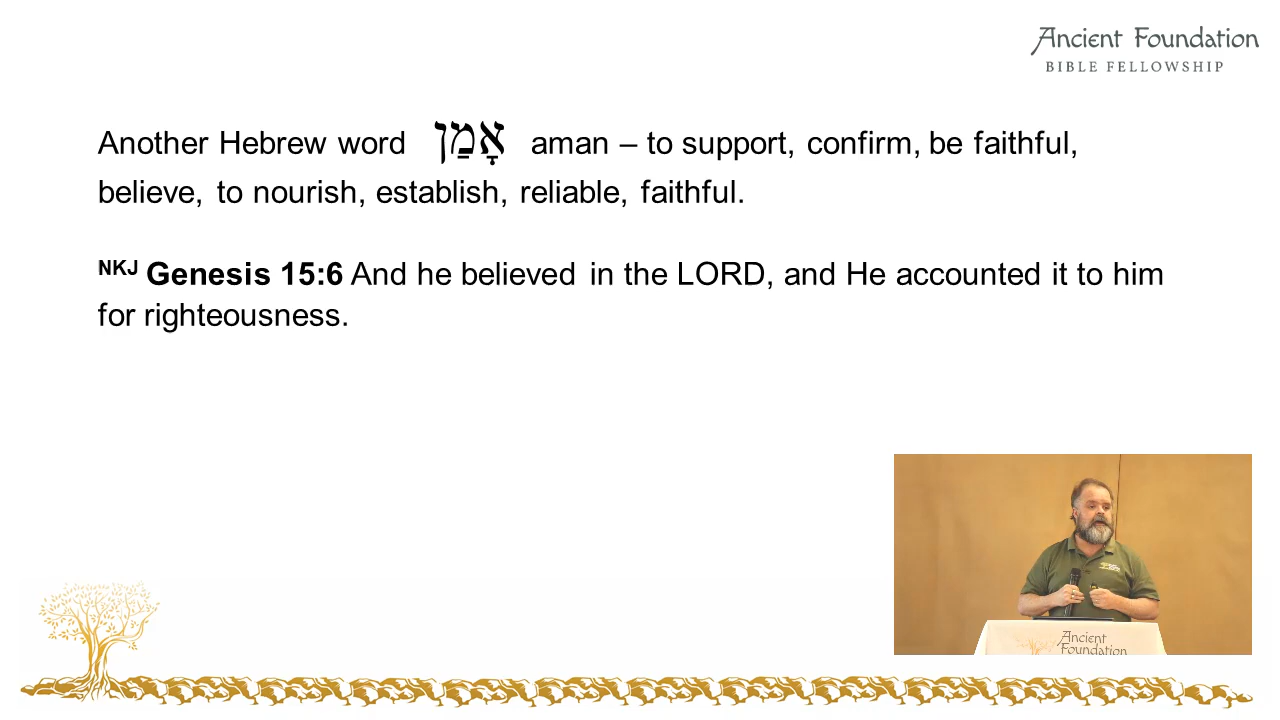 Ancient Foundation
BIBLE FELLOWSHIP
Another Hebrew word אָמַן aman – to support, confirm, be faithful,
believe, to nourish, establish, reliable, faithful.
NKJ Genesis 15:6 And he believed in the LORD, and He accounted it to him
for righteousness.
Ancient
Foundation